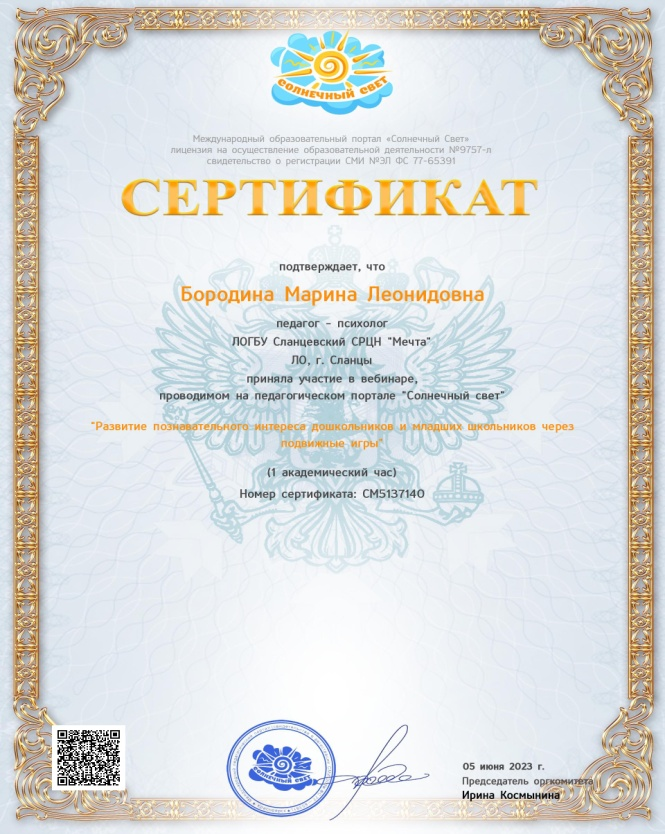 СОЛНЕЧНЫЙ СВЕТ
Международный образовательный портал «Солнечный Свет»
лицензия на осуществление образовательной деятельности №9757-л
свидетельство о регистрации СМИ №ЭЛ ФС 77-65391
СЕРТИФИКАТ
подтверждает, что
Бородина Марина Леонидовна
педагог - психолог
ЛОГБУ Сланцевский СРЦН "Мечта"
ЛО, г. Сланцы
приняла участие в вебинаре,
проводимом на педагогическом портале "Солнечный свет"
"Развитие познавательного интереса дошкольников и младших школьников через
подвижные игры"
(1 академический час)
Номер сертификата: СМ5137140
СОЛНЕЧНЫЙ СВЕТ
05 июня 2023 г.
Председатель оргкомитета
Ирина Космынина